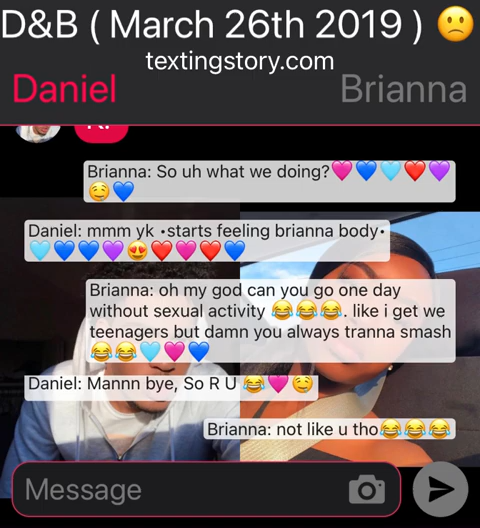 D&B ( March 26th 2019 ) 🙁
textingstory.com
Daniel Brianna
Brianna: So uh what we doing?🩷💙🩵❤️💜
☺️💙
Daniel: mmm yk •starts feeling brianna body•
🩵💙💙💜😍❤️🩷❤️💙
Brianna: oh my god can you go one day
without sexual activity 😂😂😂. like i get we
teenagers but damn you always tranna smash
😂😂🩵🩷💙
Daniel: Mannn bye, So R U 😂🩷☺️
Brianna: not like u tho😂😂😂
Message